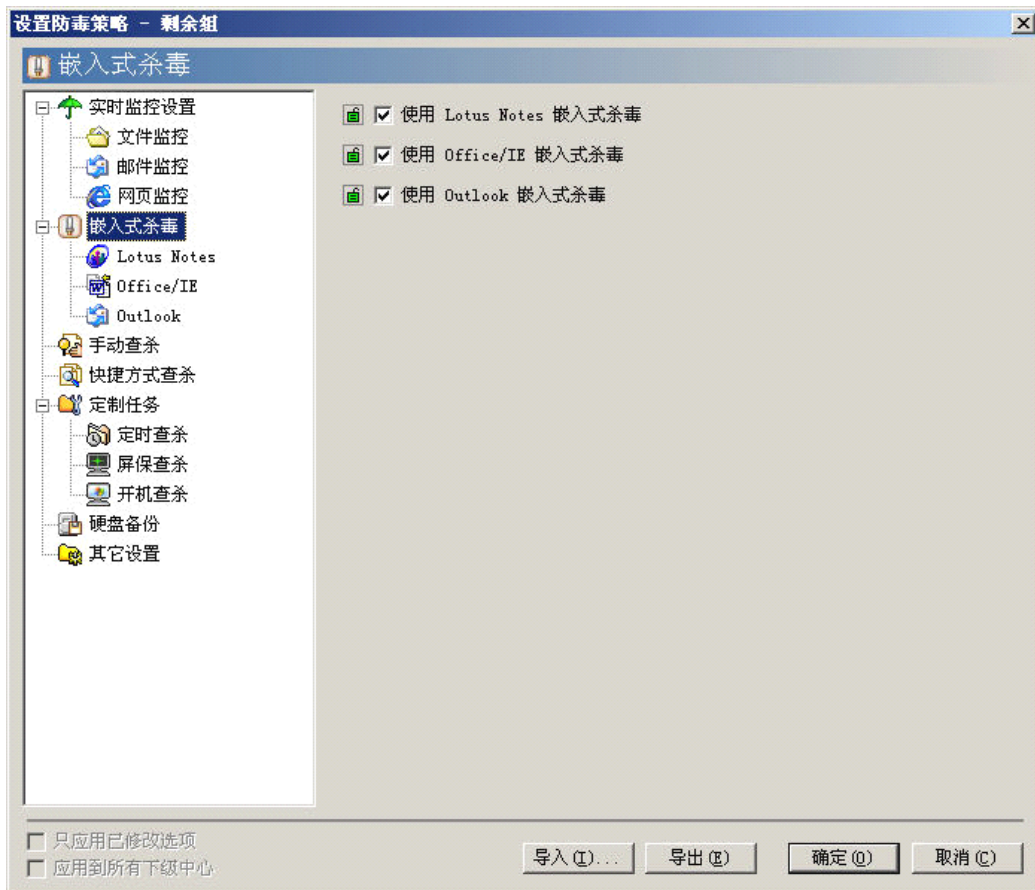 设置防毒策略 - 剩余组
嵌入式杀毒
实时监控设置
文件监控
邮件监控
网页监控
嵌入式杀毒
Lotus Notes
Office/IE
Outlook
手动查杀
快捷方式查杀
定制任务
定时查杀
屏保查杀
开机查杀
硬盘备份
其它设置
使用 Lotus Notes 嵌入式杀毒
使用 Office/IE 嵌入式杀毒
使用 Outlook 嵌入式杀毒
只应用已修改选项
应用到所有下级中心
导入(I)...
导出(E)
确定(O)
取消(C)